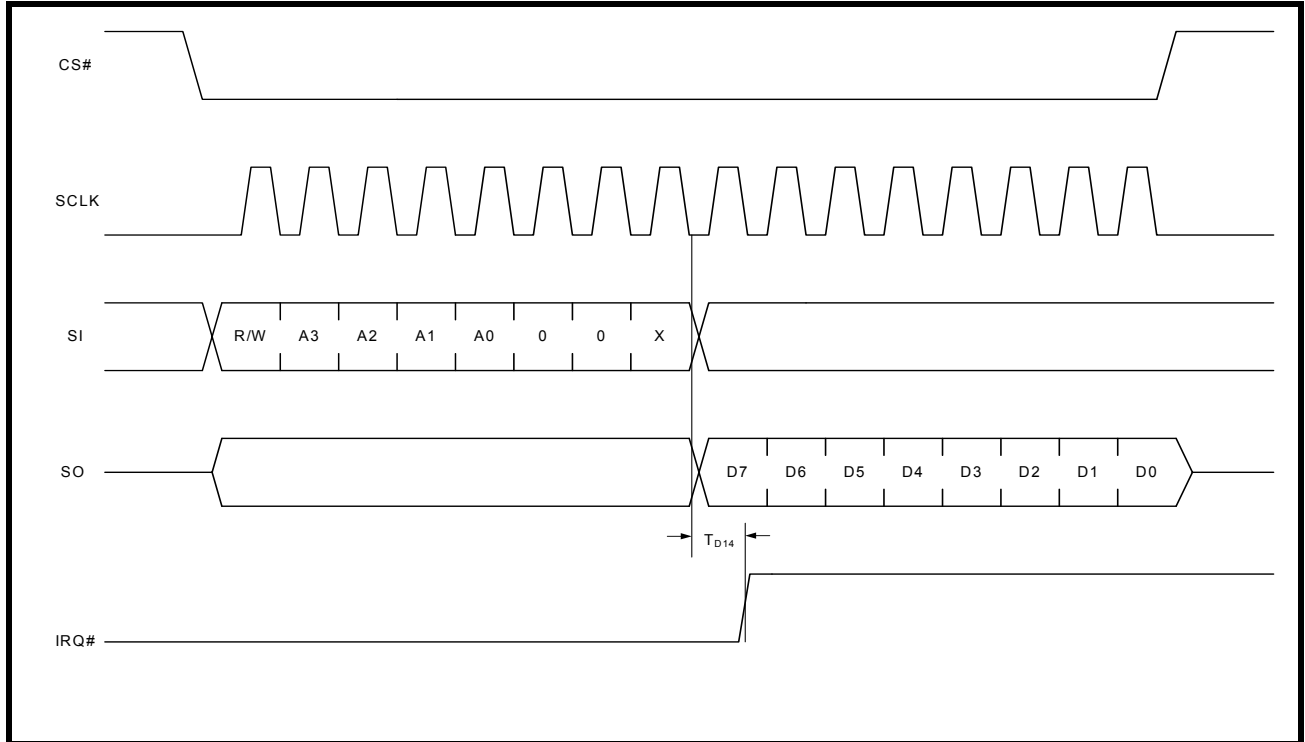 CS#
SCLK
SI
R/W A3 A2 A1 A0 0 0 X
SO
D7 D6 D5 D4 D3 D2 D1 D0
TD14
IRQ#